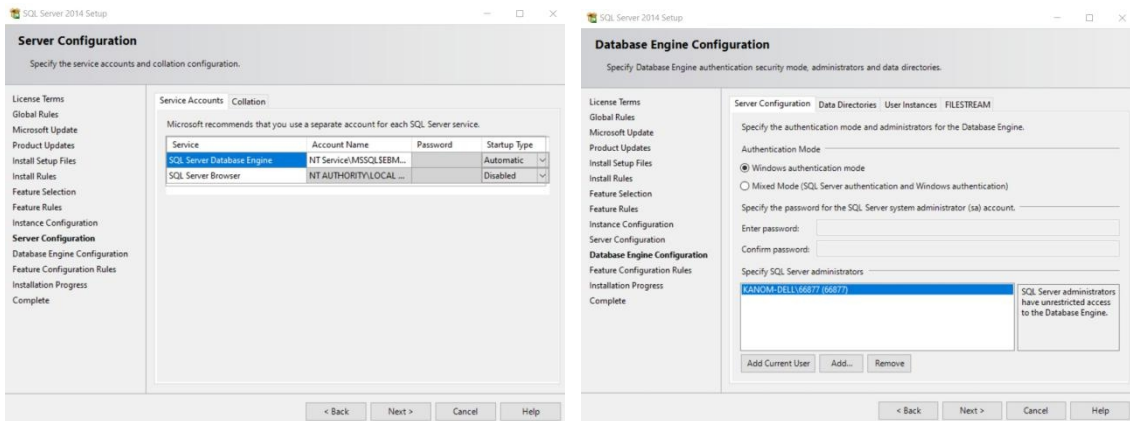 SQL Server 2014 Setup
Server Configuration
Specify the service accounts and collation configuration.
License Terms
Global Rules
Microsoft Update
Product Updates
Install Setup Files
Install Rules
Feature Selection
Feature Rules
Instance Configuration
Server Configuration
Database Engine Configuration
Feature Configuration Rules
Installation Progress
Complete
Service Accounts Collation
Microsoft recommends that you use a separate account for each SQL Server service.
Service Account Name Password Startup Type
SQL Server Database Engine NT Service\MSSQL$EBM... Automatic
SQL Server Browser NT AUTHORITY\LOCAL ... Disabled
< Back Next > Cancel Help
SQL Server 2014 Setup
Database Engine Configuration
Specify Database Engine authentication security mode, administrators and data directories.
License Terms
Global Rules
Microsoft Update
Product Updates
Install Setup Files
Install Rules
Feature Selection
Feature Rules
Instance Configuration
Server Configuration
Database Engine Configuration
Feature Configuration Rules
Installation Progress
Complete
Server Configuration Data Directories User Instances FILESTREAM
Specify the authentication mode and administrators for the Database Engine.
Authentication Mode
Windows authentication mode
Mixed Mode (SQL Server authentication and Windows authentication)
Specify the password for the SQL Server system administrator (sa) account.
Enter password:
Confirm password:
Specify SQL Server administrators
KANOM-DELL\66877 (66877)
SQL Server administrators
have unrestricted access
to the Database Engine.
Add Current User Add... Remove
< Back Next > Cancel Help